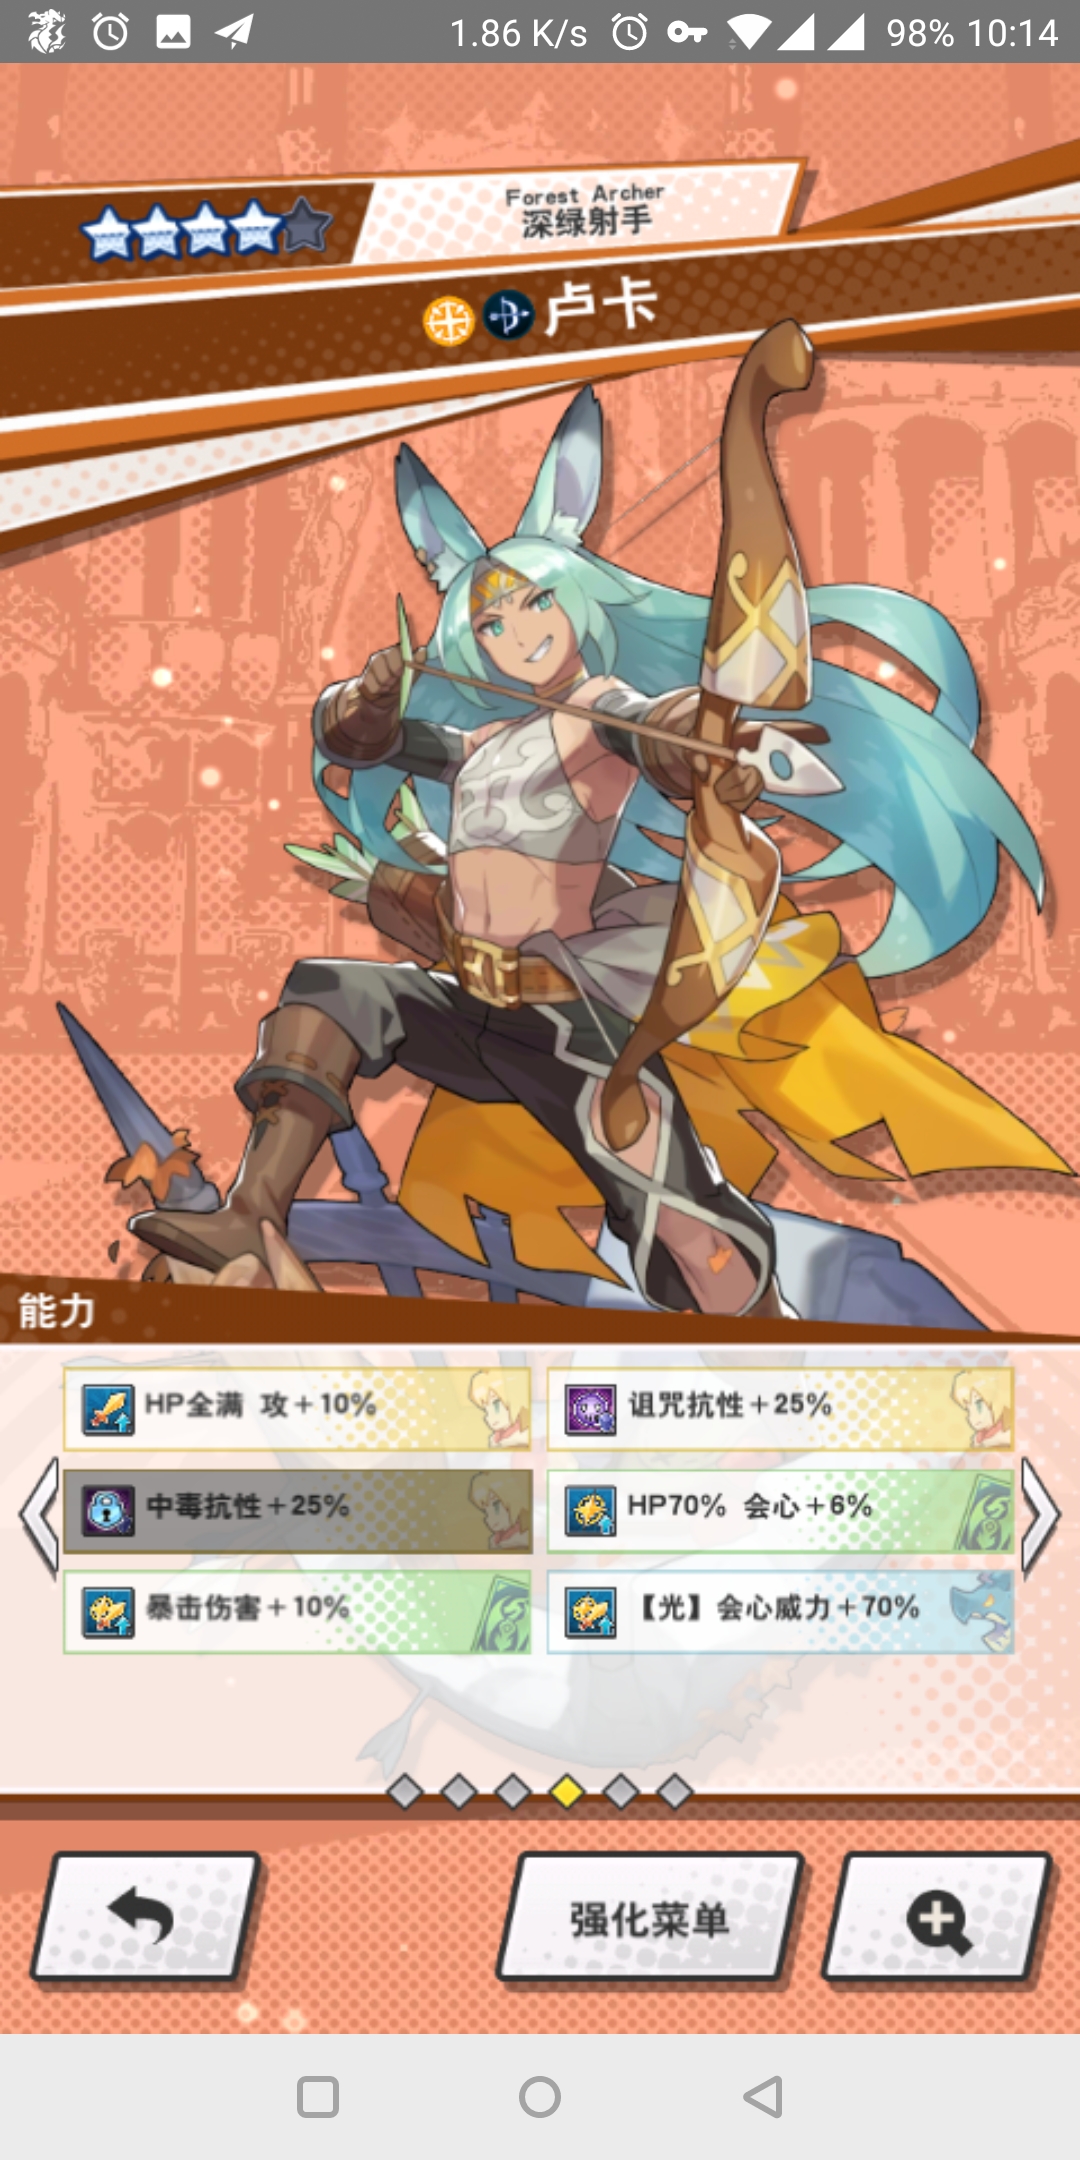 1.86 K/s 98% 10:14
Forest Archer
深绿射手
卢卡
能力
HP全满 攻+10%
诅咒抗性+25%
中毒抗性+25%
HP70% 会心+6%
暴击伤害+10%
【光】会心威力+70%
强化菜单